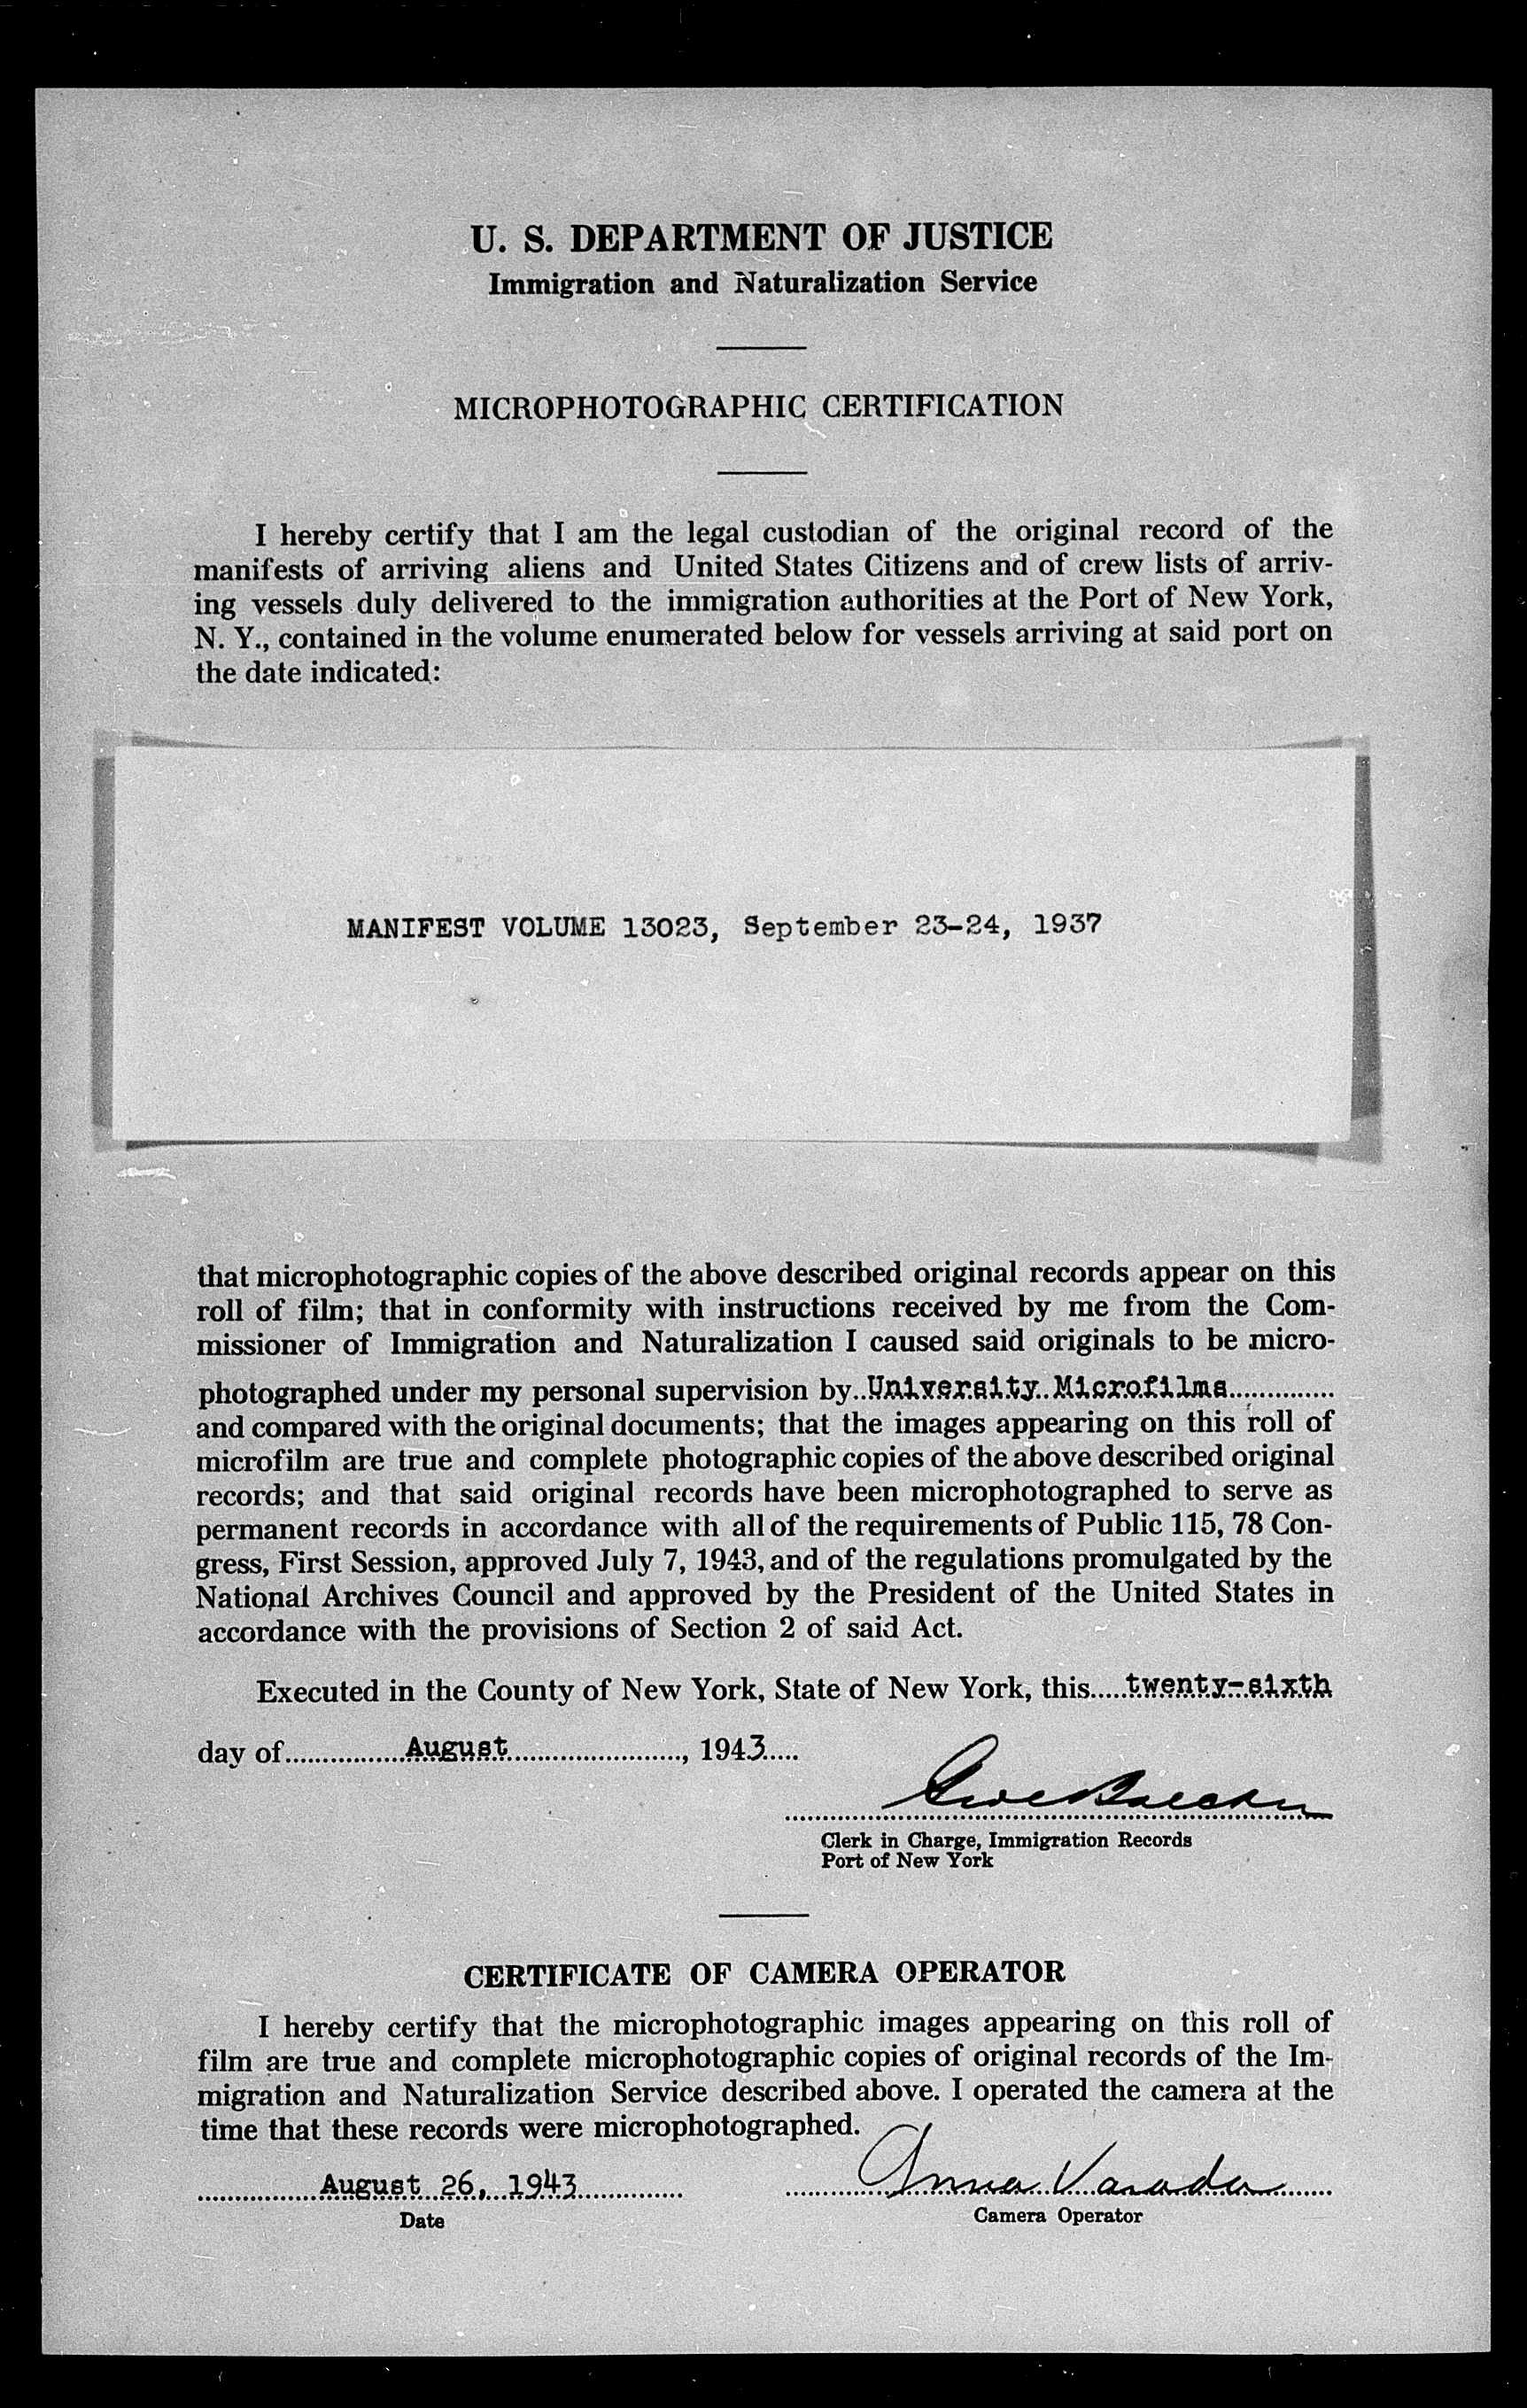 U. S. DEPARTMENT OF JUSTICE
Immigration and Naturalization Service
MICROPHOTOGRAPHIC CERTIFICATION
I hereby certify that I am the legal custodian of the original record of the
manifests of arriving aliens and United States Citizens and of crew lists of arriv-
ing vessels duly delivered to the immigration authorities at the Port of New York,
N. Y., contained in the volume enumerated below for vessels arriving at said port on
the date indicated:
MANIFEST VOLUME 13023, September 23-24, 1937
that microphotographic copies of the above described original records appear on this
roll of film; that in conformity with instructions received by me from the Com-
missioner of Immigration and Naturalization I caused said originals to be micro-
photographed under my personal supervision by..University Microfilms..............
and compared with the original documents; that the images appearing on this roll of
microfilm are true and complete photographic copies of the above described original
records; and that said original records have been microphotographed to serve as
permanent records in accordance with all of the requirements of Public 115, 78 Con-
gress, First Session, approved July 7, 1943, and of the regulations promulgated by the
National Archives Council and approved by the President of the United States in
accordance with the provisions of Section 2 of said Act.
Executed in the County of New York, State of New York, this.....twenty-sixth
day of................August......................., 1943.....
Clerk in Charge, Immigration Records
Port of New York
CERTIFICATE OF CAMERA OPERATOR
I hereby certify that the microphotographic images appearing on this roll of
film are true and complete microphotographic copies of original records of the Im-
migration and Naturalization Service described above. I operated the camera at the
time that these records were microphotographed.
August 26, 1943 Anna Varada
Date Camera Operator